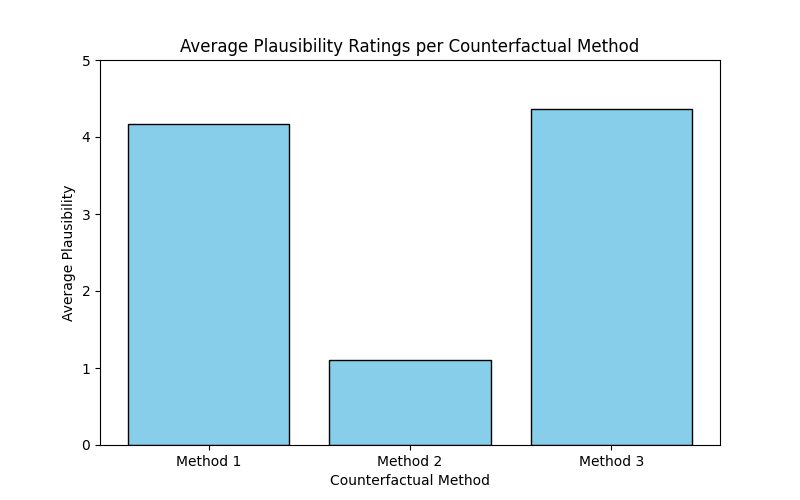 Average Plausibility Ratings per Counterfactual Method
5
4
3
2
1
0
Average Plausibility
Method 1 Method 2 Method 3
Counterfactual Method